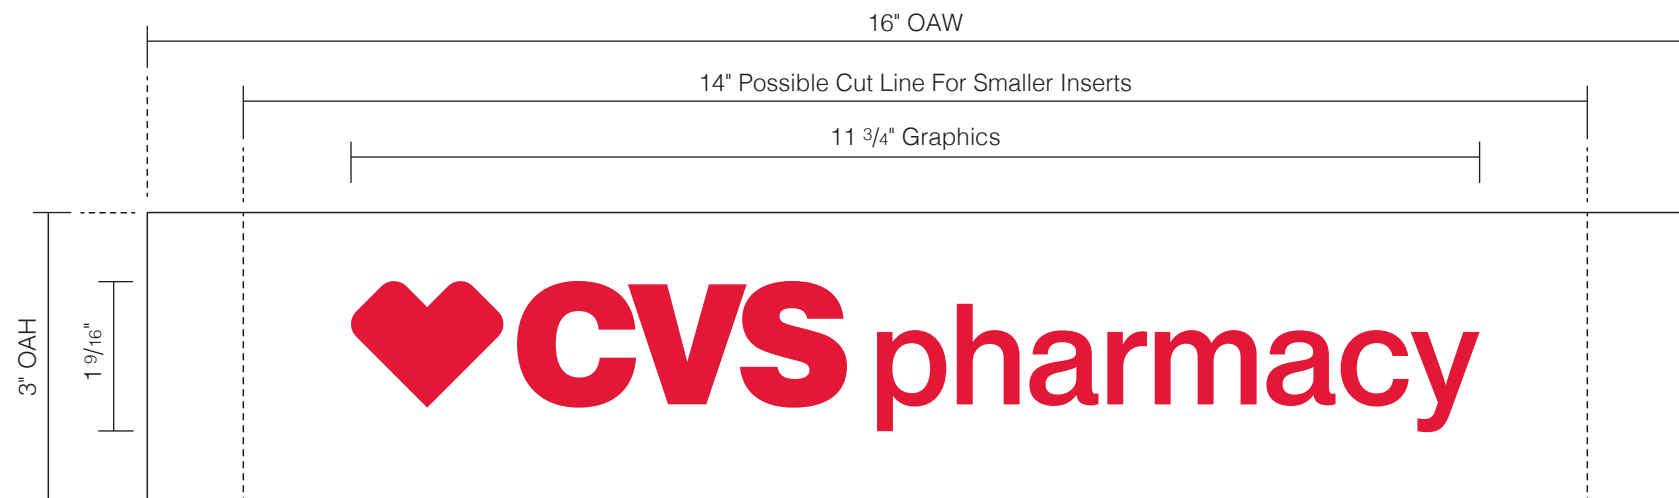 16" OAW
14" Possible Cut Line For Smaller Inserts
11 3/4" Graphics
3" OAH
1 9/16"
CVS pharmacy